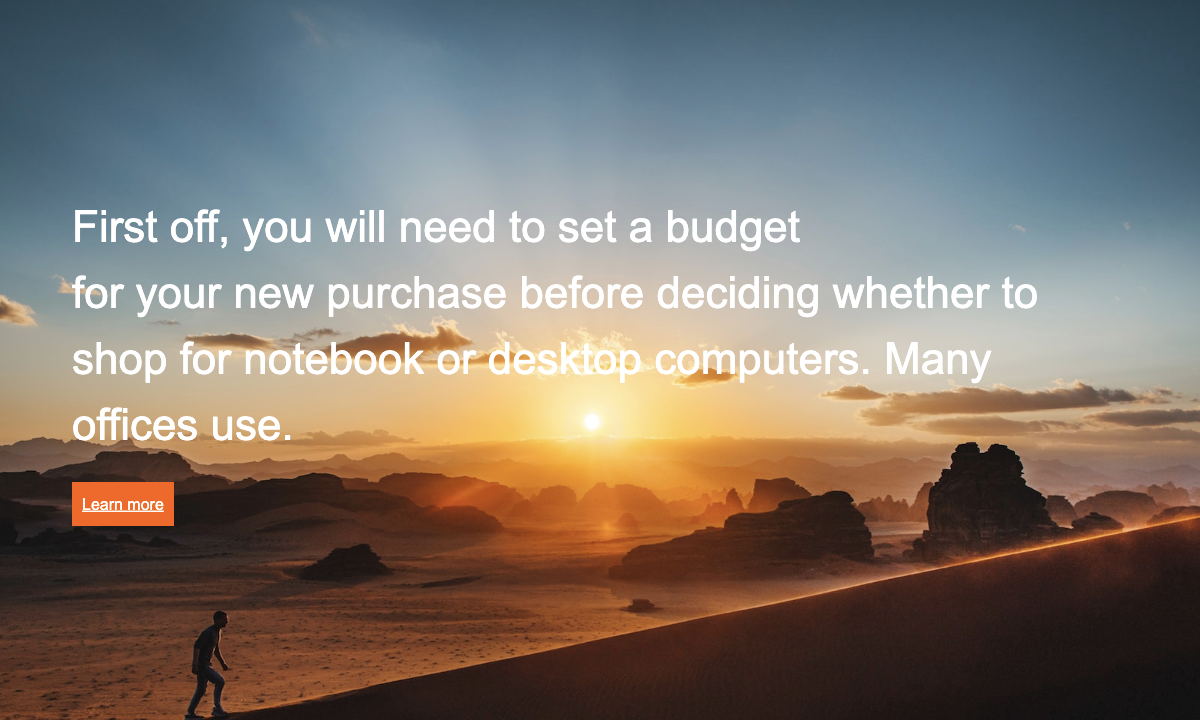 First off, you will need to set a budget
for your new purchase before deciding whether to
shop for notebook or desktop computers. Many
offices use.
Learn more